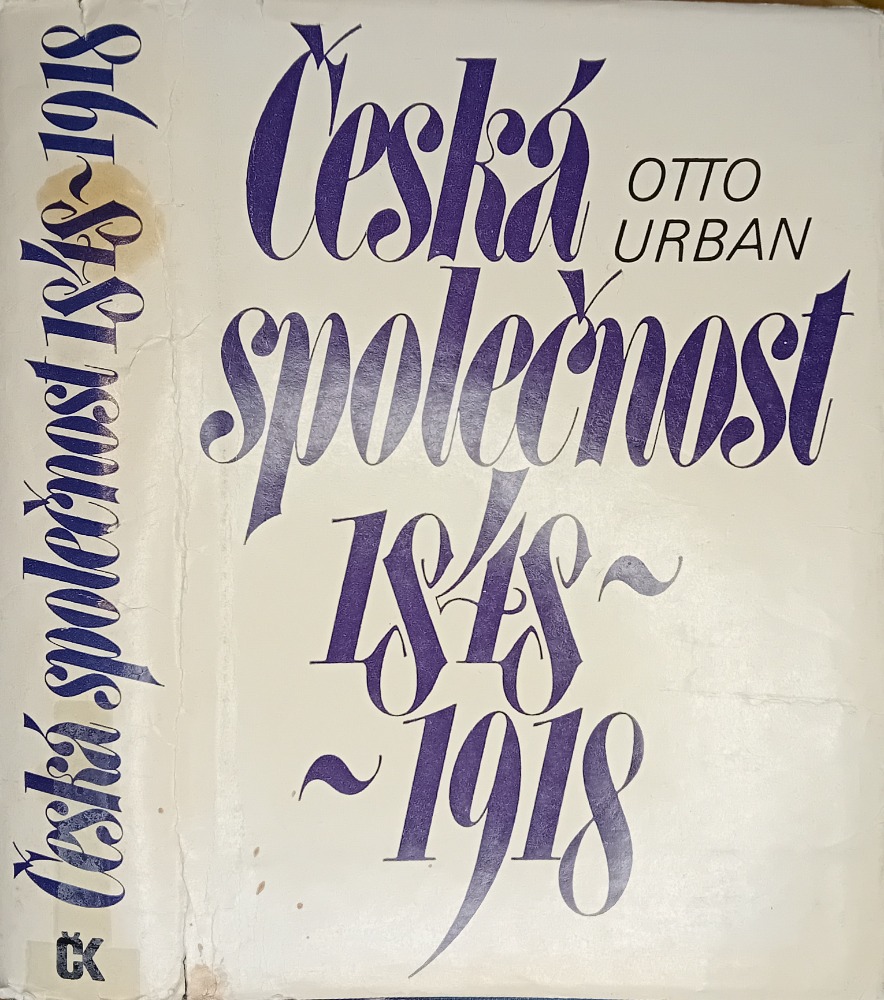 Česká společnost 1848~1918
ČK
Česká
OTTO
URBAN
společnost
1848~
~1918